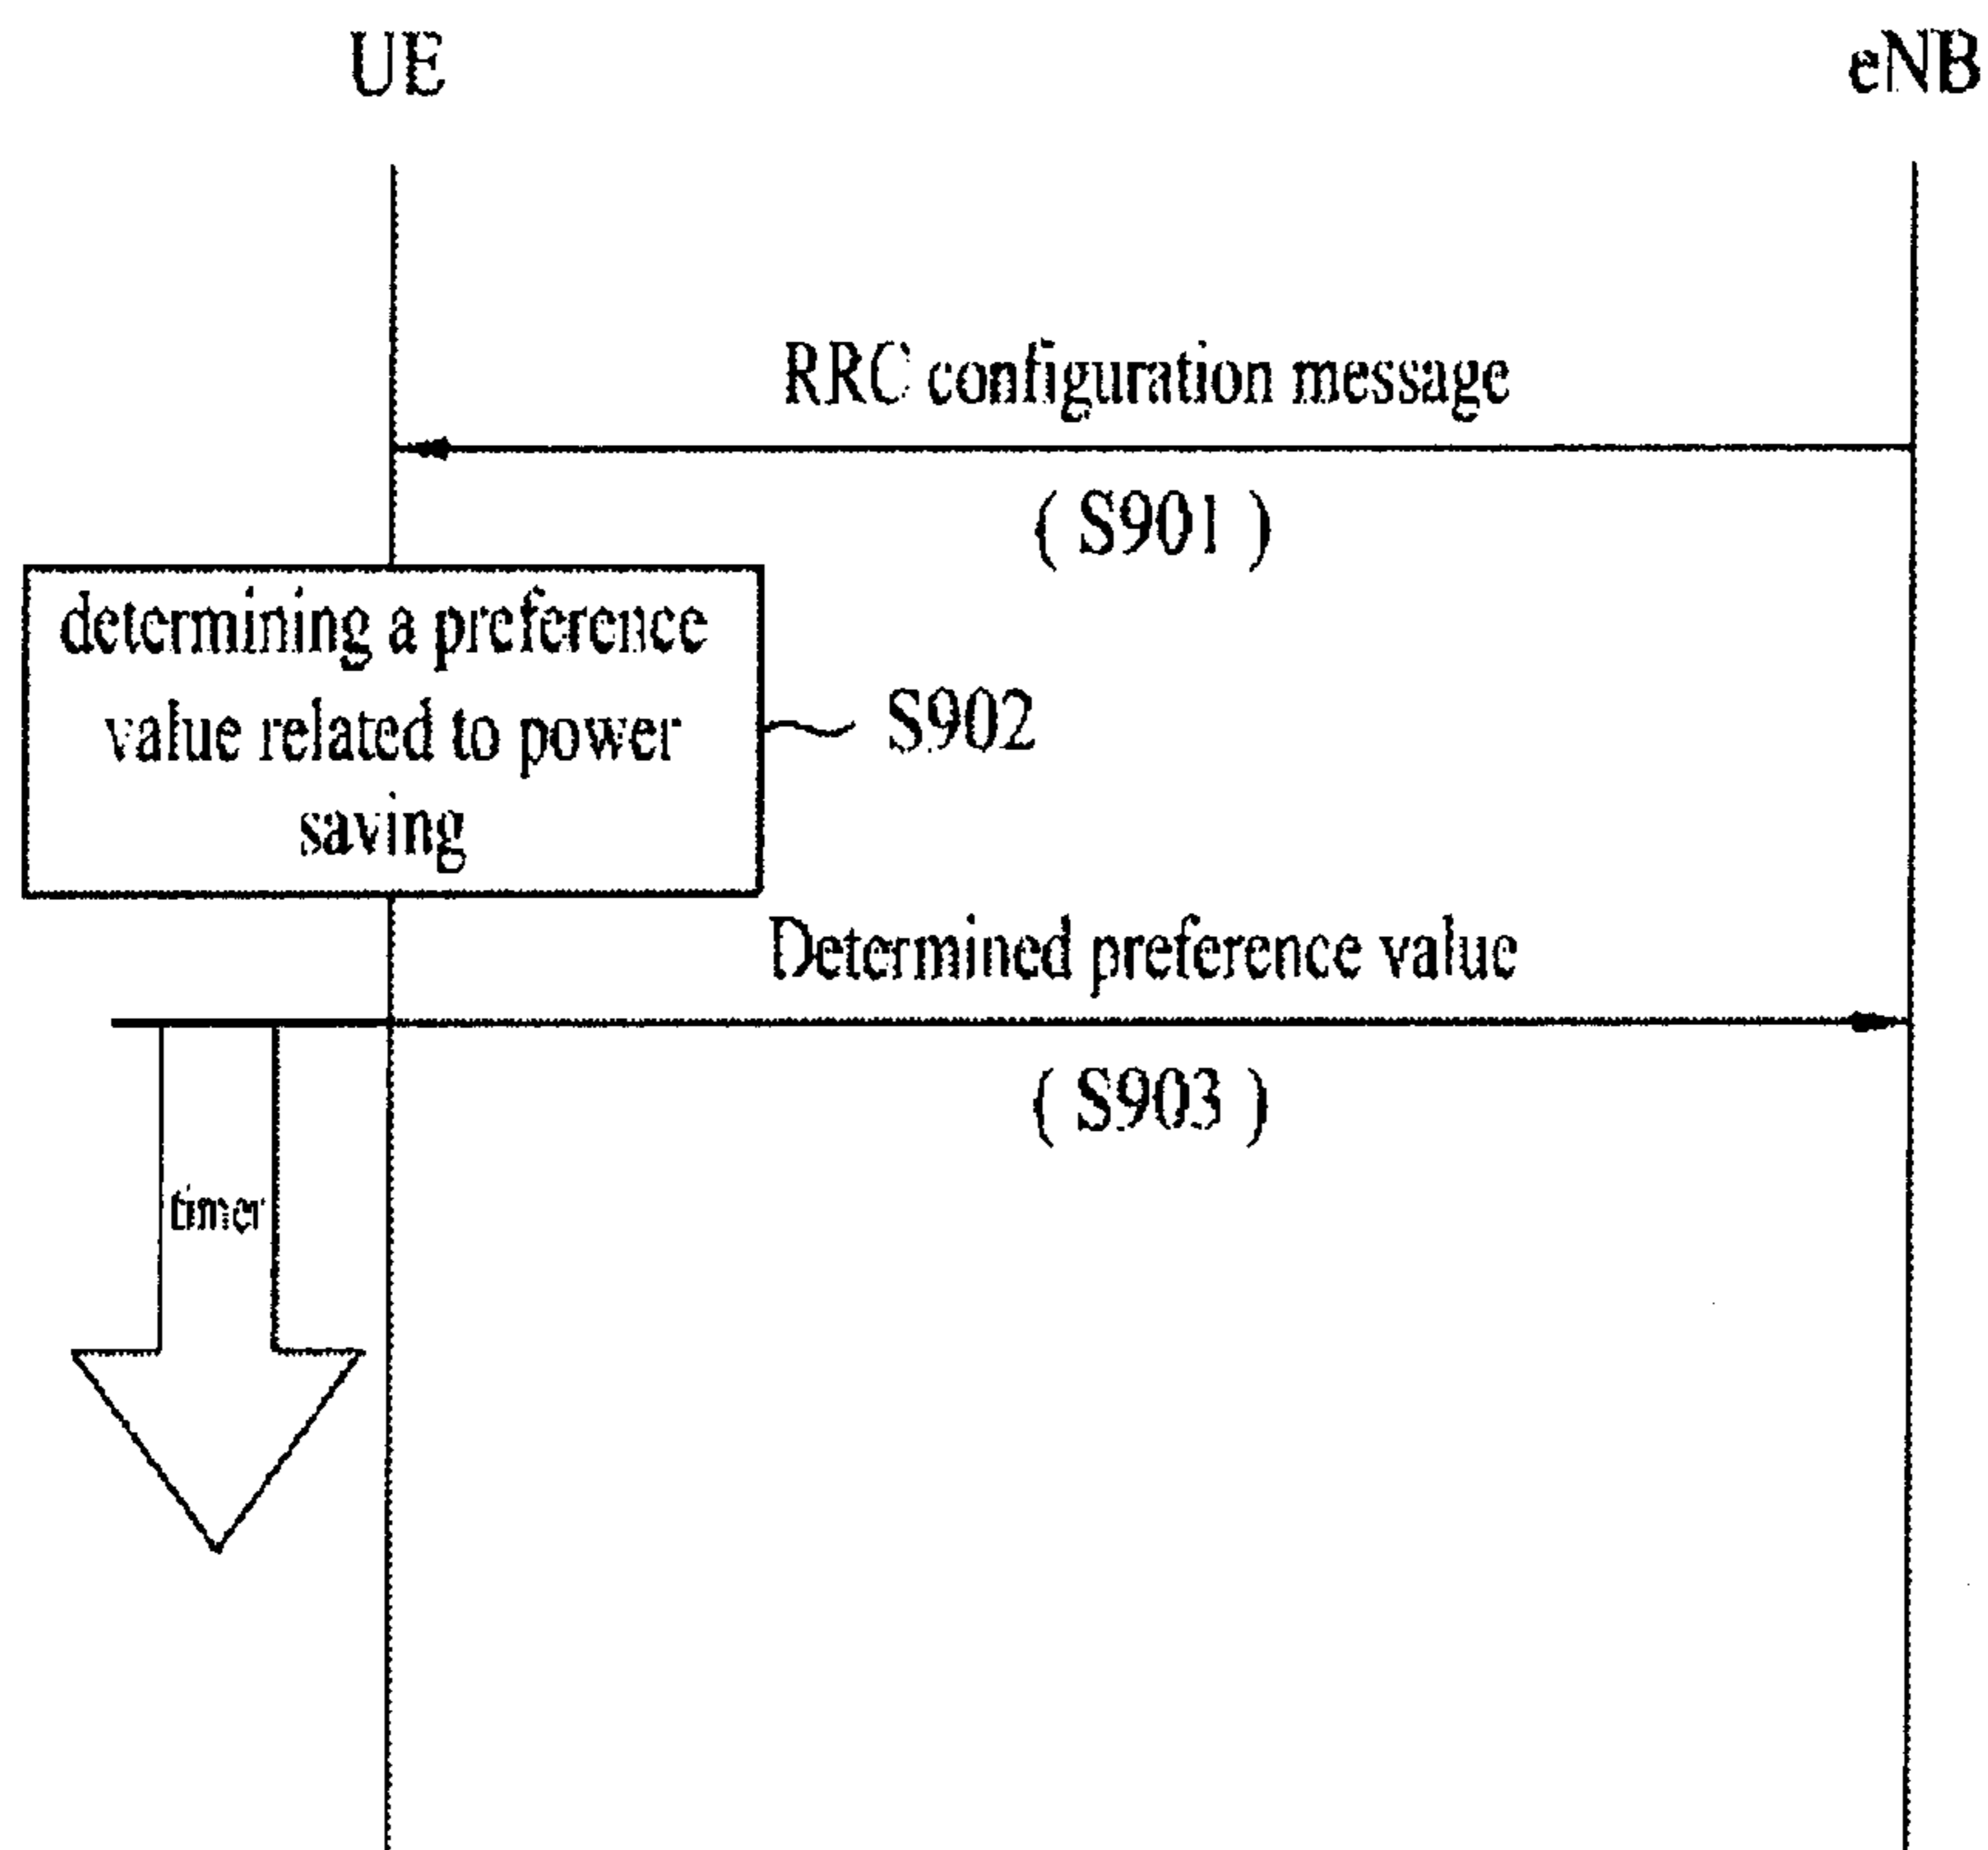 UE
eNB
RRC configuration message
( S901 )
determining a preference
value related to power
saving
S902
Determined preference value
( S903 )
timer